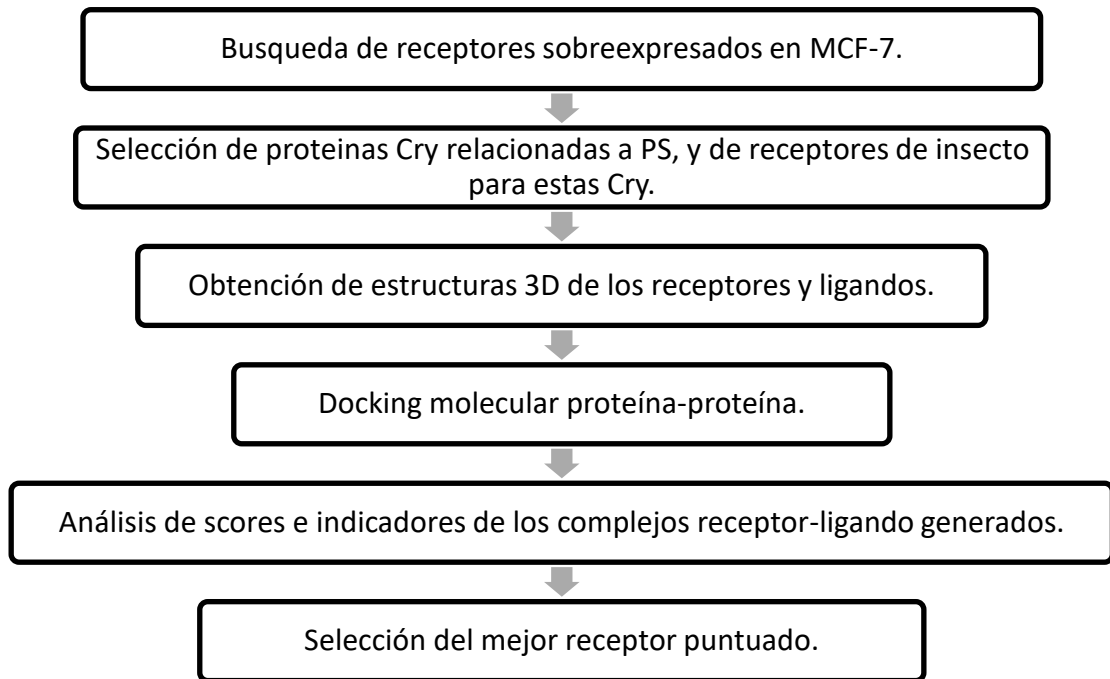 Busqueda de receptores sobreexpresados en MCF-7.
Selección de proteinas Cry relacionadas a PS, y de receptores de insecto
para estas Cry.
Obtención de estructuras 3D de los receptores y ligandos.
Docking molecular proteína-proteína.
Análisis de scores e indicadores de los complejos receptor-ligando generados.
Selección del mejor receptor puntuado.